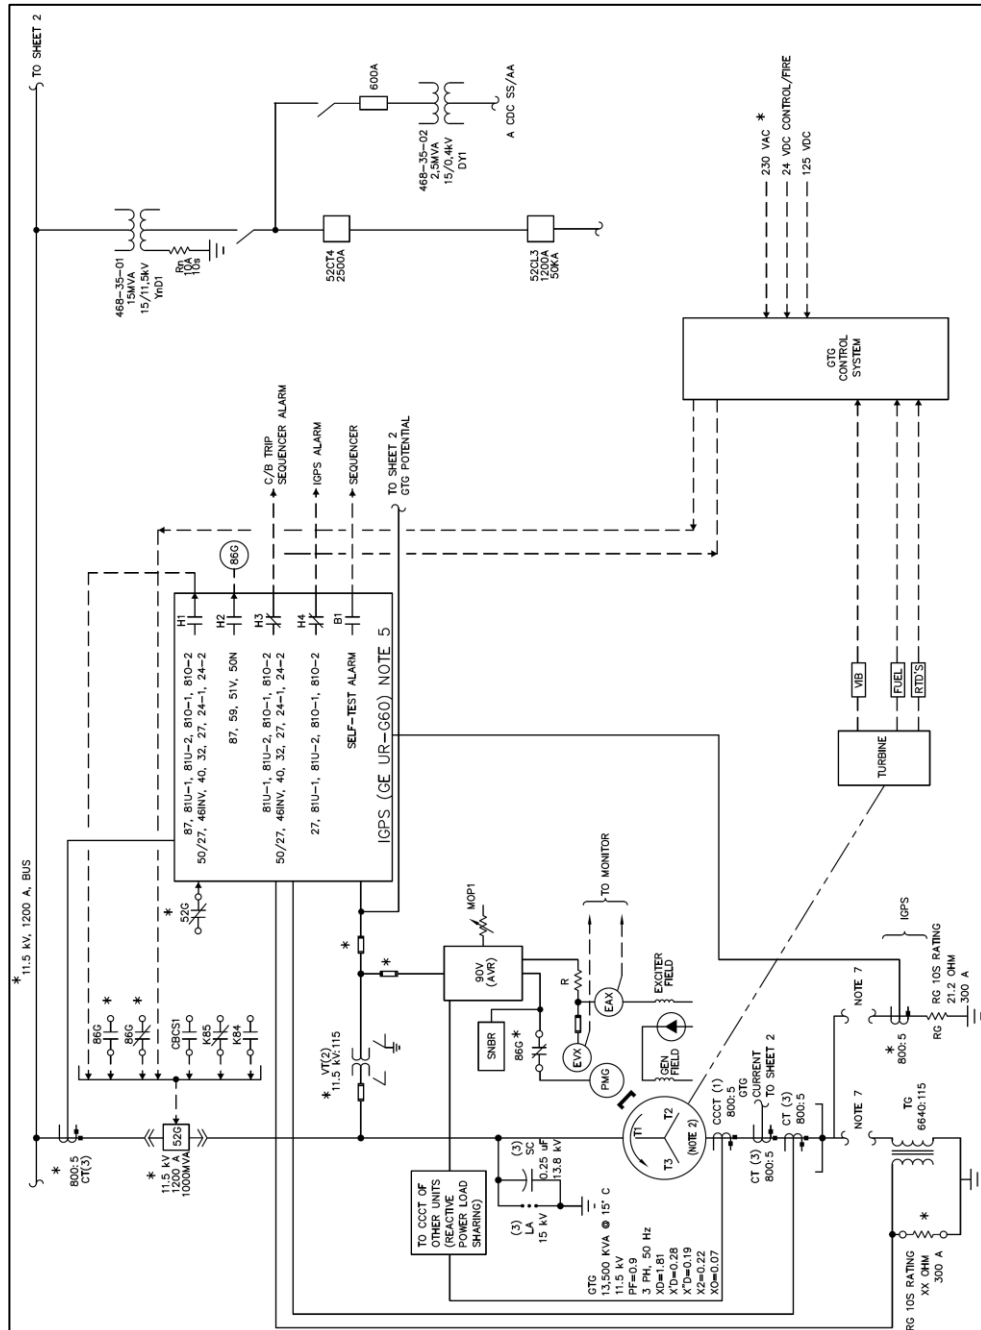 * 11.5 kV, 1200 A, BUS
TO SHEET 2
468-35-01
15MVA
15/11,5kV
YnD1
Rn
10A
10s
600A
468-35-02
2,5MVA
15/0,4kV
DY1
A CDC SS/AA
52CT4
2500A
52CL3
1200A
50KA
230 VAC *
24 VDC CONTROL/FIRE
125 VDC
GTG
CONTROL
SYSTEM
C/B TRIP
SEQUENCER ALARM
IGPS ALARM
SEQUENCER
TO SHEET 2
GTG POTENTIAL
86G
H1
87, 81U-1, 81U-2, 81O-1, 81O-2
50/27, 46INV, 40, 32, 27, 24-1, 24-2
H2
87, 59, 51V, 50N
H3
81U-1, 81U-2, 81O-1, 81O-2
50/27, 46INV, 40, 32, 27, 24-1, 24-2
H4
27, 81U-1, 81U-2, 81O-1, 81O-2
B1
SELF-TEST ALARM
IGPS (GE UR-G60) NOTE 5
* 52G
86G *
86G *
CBCS1
K85
K84
* 800:5
CT(3)
52G
* 11.5 kV
1200 A
1000MVA
* VT(2)
11.5 kV:115
*
*
90V
(AVR)
MOP1
SNBR
86G *
R
EVX
EAX
PMG
TO MONITOR
GEN
FIELD
EXCITER
FIELD
VIB
FUEL
RTD'S
TURBINE
TO CCCT OF
OTHER UNITS
(REACTIVE
POWER LOAD
SHARING)
(3)
LA
15 kV
(3)
SC
0.25 uF
13.8 kV
T1
T2
T3
(NOTE 2)
GTG
13,500 KVA @ 15° C
11.5 kV
PF=0.9
3 PH, 50 Hz
XD=1.81
X'D=0.28
X"D=0.19
X2=0.22
XO=0.07
CCCT (1)
800:5
GTG
CURRENT
TO SHEET 2
CT (3)
800:5
CT (3)
800:5
NOTE 7
NOTE 7
IGPS
* 800:5
RG
RG 10S RATING
21.2 OHM
300 A
TG
6640:115
RG 10S RATING
XX OHM
300 A
*